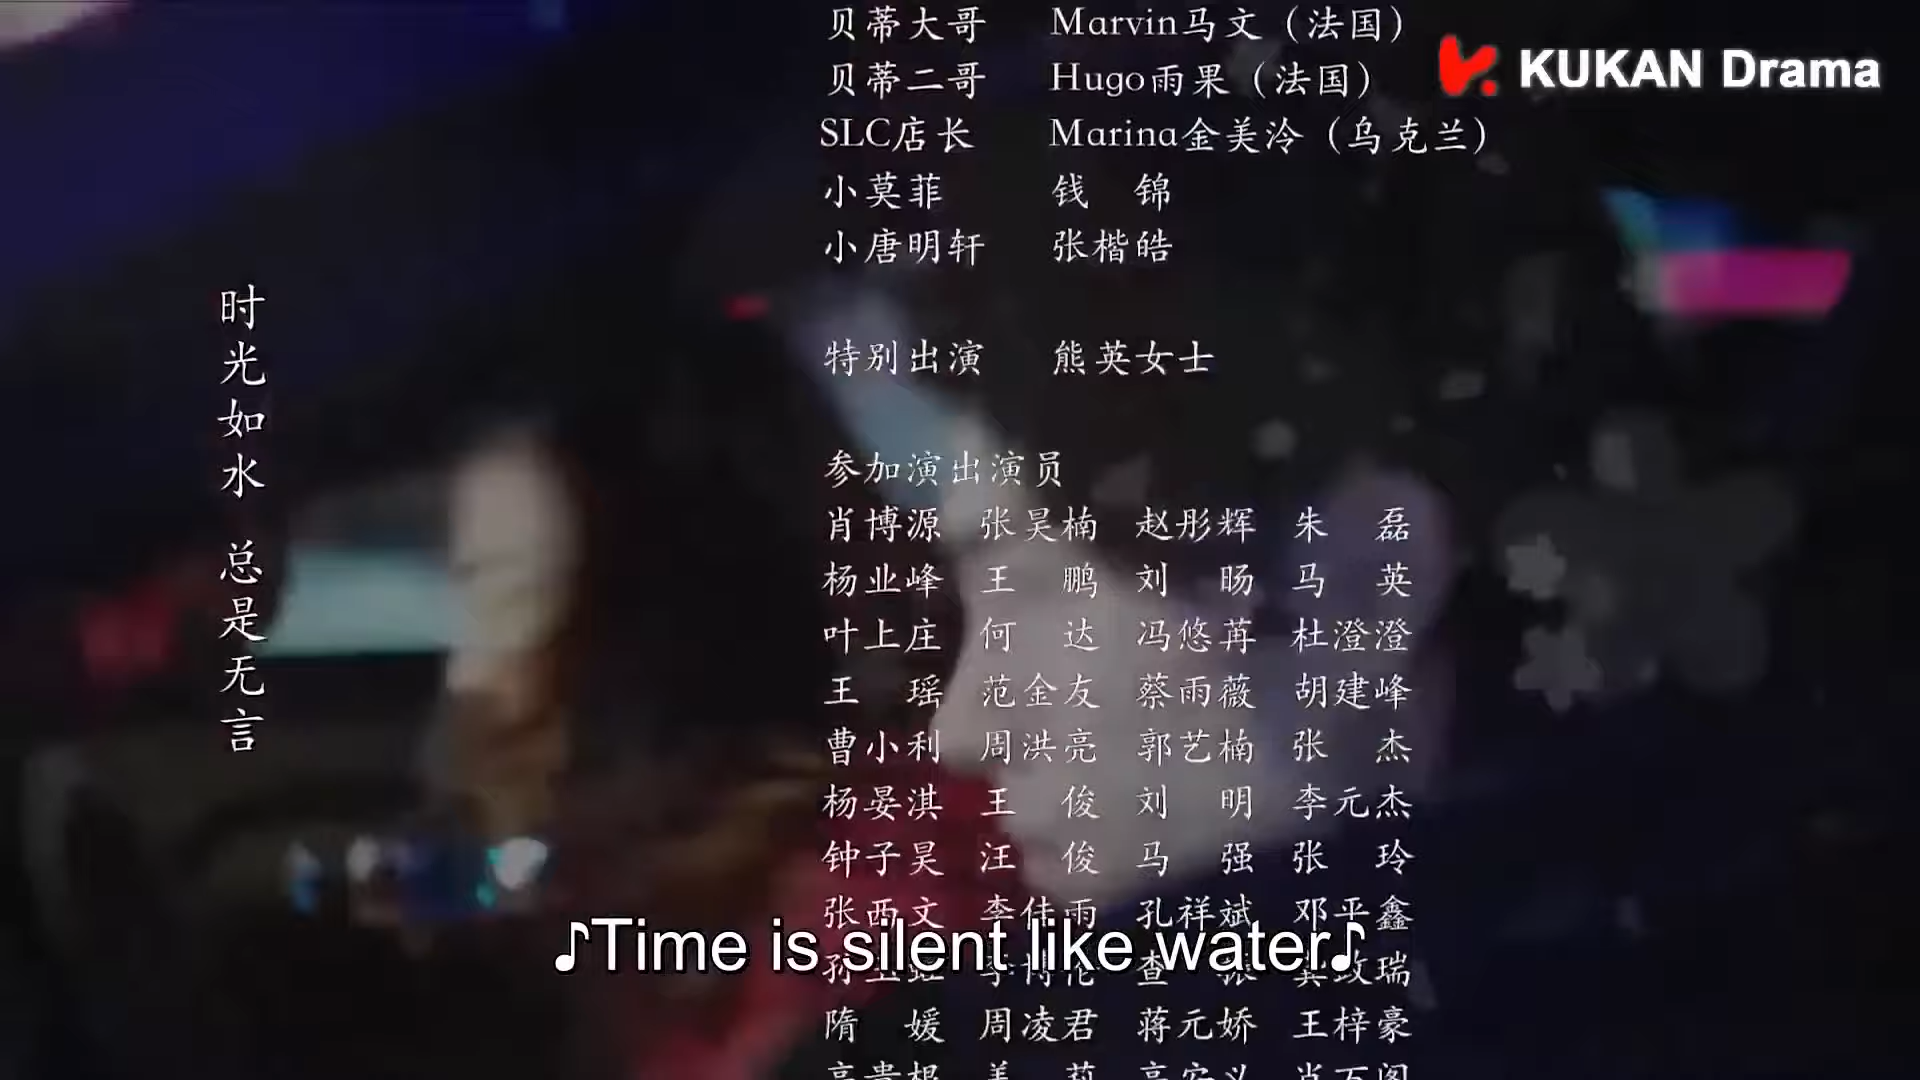 贝蒂大哥 Marvin马文（法国）
KUKAN Drama
贝蒂二哥 Hugo雨果（法国）
SLC店长 Marina金美泠（乌克兰）
小莫菲 钱 锦
小唐明轩 张楷皓
特别出演 熊英女士
时光如水 总是无言
参加演出演员
肖博源 张昊楠 赵彤辉 朱 磊
杨业峰 王 鹏 刘 旸 马 英
叶上庄 何 达 冯悠苒 杜澄澄
王 瑶 范金友 蔡雨薇 胡建峰
曹小利 周洪亮 郭艺楠 张 杰
杨晏淇 王 俊 刘 明 李元杰
钟子昊 汪 俊 马 强 张 玲
张西文 李佳雨 孔祥斌 邓平鑫
♪Time is silent like water♪
隋 媛 周凌君 蒋元娇 王梓豪